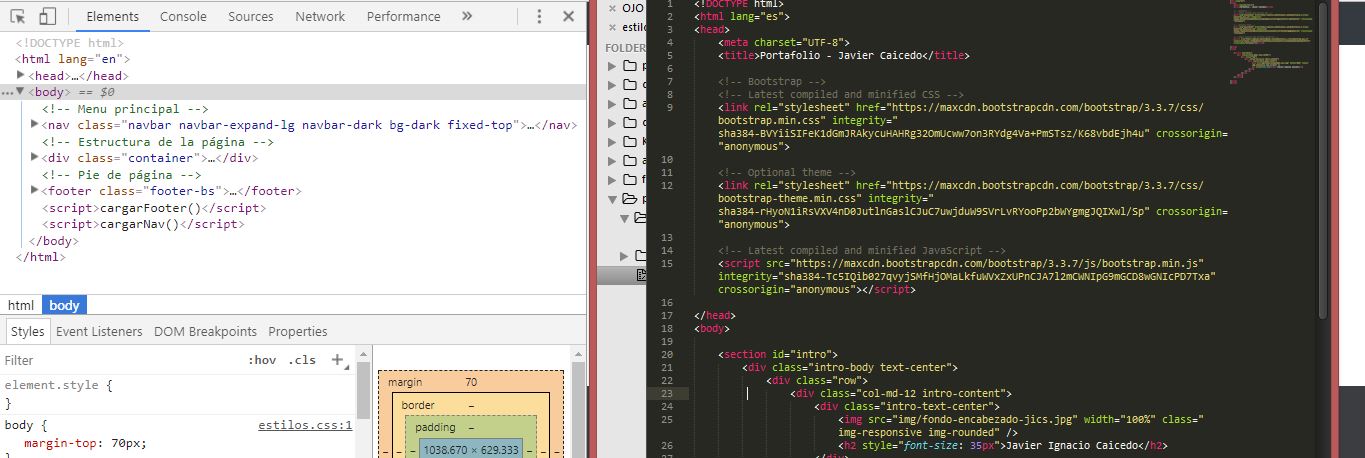 Elements Console Sources Network Performance »
<!DOCTYPE html>
<html lang="en">
<head>…</head>
<body> == $0
<!-- Menu principal -->
<nav class="navbar navbar-expand-lg navbar-dark bg-dark fixed-top">…</nav>
<!-- Estructura de la página -->
<div class="container">…</div>
<!-- Pie de página -->
<footer class="footer-bs">…</footer>
<script>cargarFooter()</script>
<script>cargarNav()</script>
</body>
</html>
html body
Styles Event Listeners DOM Breakpoints Properties
Filter :hov .cls +
element.style {
}
body { estilos.css:1
margin-top: 70px;
margin 70
border –
padding –
1038.670 × 629.333
OJO
estilo
FOLDER
1 <!DOCTYPE html>
2 <html lang="es">
3 <head>
4 <meta charset="UTF-8">
5 <title>Portafolio - Javier Caicedo</title>
6
7 <!-- Bootstrap -->
8 <!-- Latest compiled and minified CSS -->
9 <link rel="stylesheet" href="https://maxcdn.bootstrapcdn.com/bootstrap/3.3.7/css/
bootstrap.min.css" integrity="
sha384-BVYiiSIFeK1dGmJRAkycuHAHRg32OmUcww7on3RYdg4Va+PmSTsz/K68vbdEjh4u" crossorigin=
"anonymous">
10
11 <!-- Optional theme -->
12 <link rel="stylesheet" href="https://maxcdn.bootstrapcdn.com/bootstrap/3.3.7/css/
bootstrap-theme.min.css" integrity="
sha384-rHyoN1iRsVXV4nD0JutlnGaslCJuC7uwjduW9SVrLvRYooPp2bWYgmgJQIXwl/Sp" crossorigin=
"anonymous">
13
14 <!-- Latest compiled and minified JavaScript -->
15 <script src="https://maxcdn.bootstrapcdn.com/bootstrap/3.3.7/js/bootstrap.min.js"
integrity="sha384-Tc5IQib027qvyjSMfHjOMaLkfuWVxZxUPnCJA7l2mCWNIpG9mGCD8wGNIcPD7Txa"
crossorigin="anonymous"></script>
16
17 </head>
18 <body>
19
20 <section id="intro">
21 <div class="intro-body text-center">
22 <div class="row">
23 <div class="col-md-12 intro-content">
24 <div class="intro-text-center">
25 <img src="img/fondo-encabezado-jics.jpg" width="100%" class="
img-responsive img-rounded" />
26 <h2 style="font-size: 35px">Javier Ignacio Caicedo</h2>
27